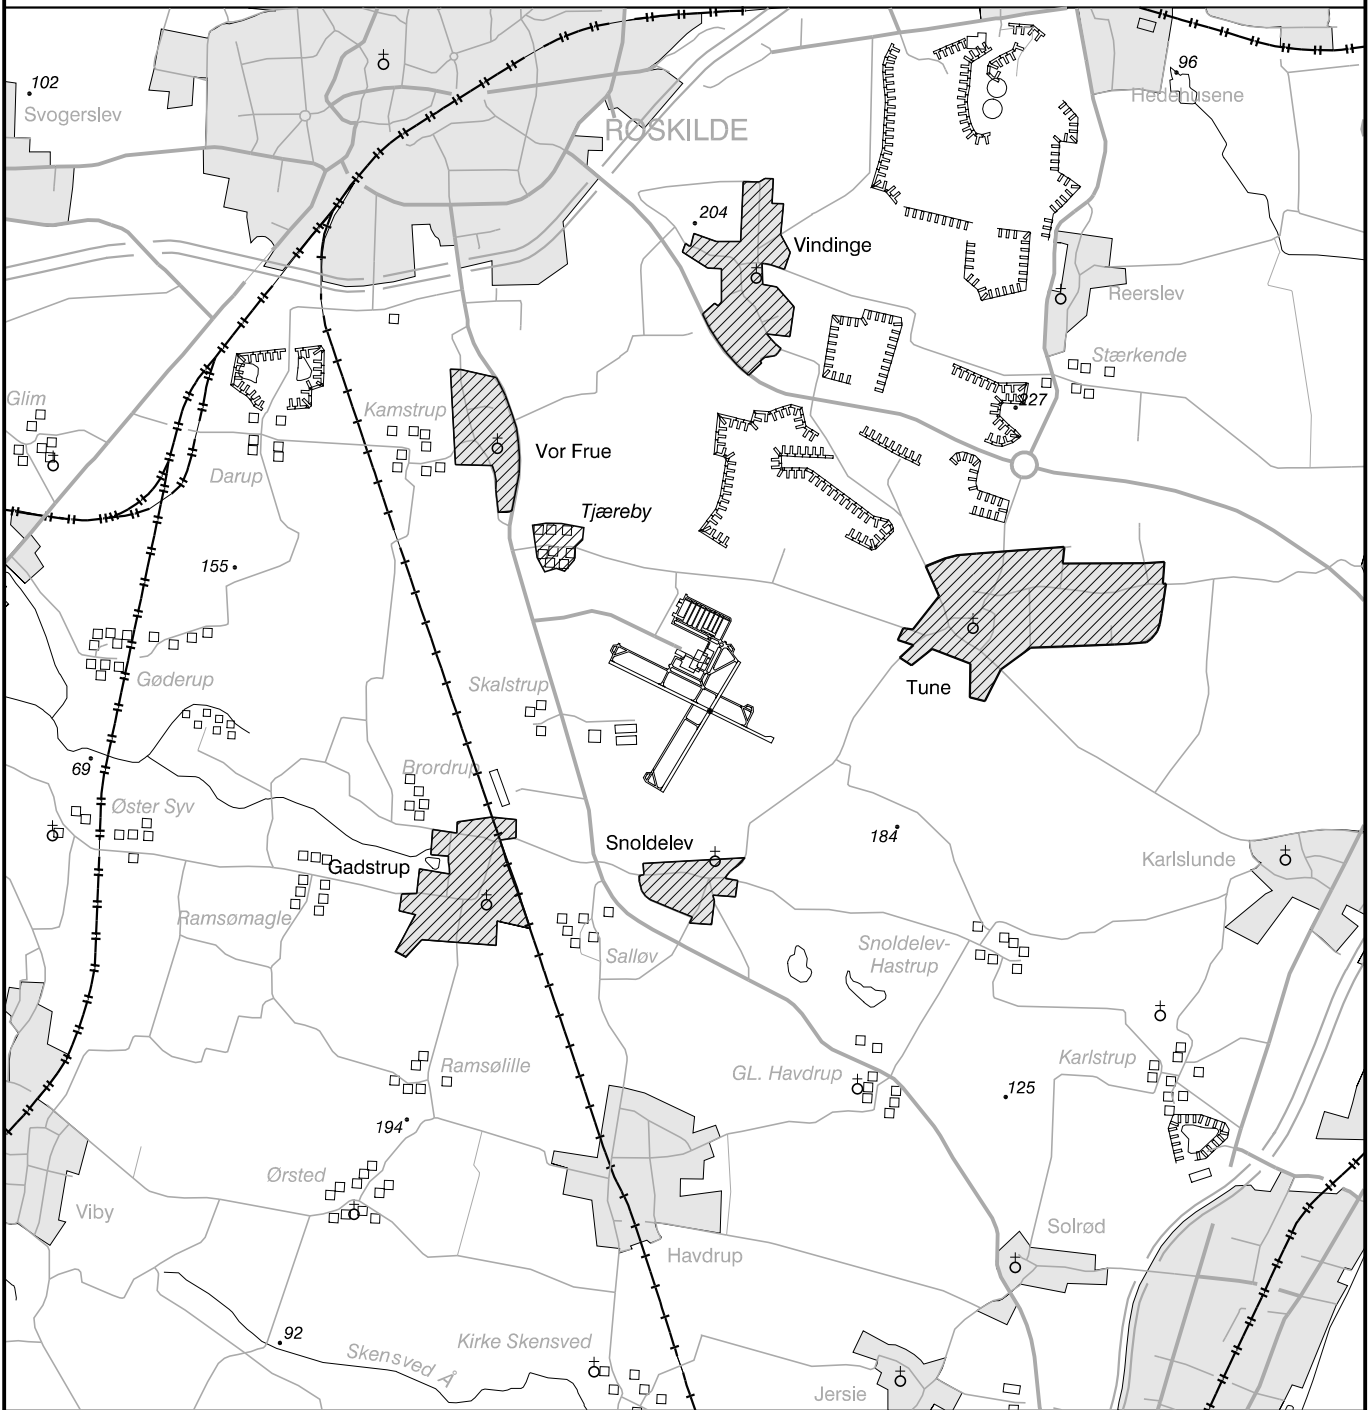 96
102
Hedehusene
Svogerslev
ROSKILDE
204
Vindinge
Reerslev
Stærkende
Glim
227
Kamstrup
Vor Frue
Darup
Tjæreby
155
Gøderup
Skalstrup
Tune
69
Brordrup
Øster Syv
184
Snoldelev
Karlslunde
Gadstrup
Ramsømagle
Snoldelev-
Hastrup
Salløv
Karlstrup
Ramsølille
GL. Havdrup
125
194
Ørsted
Viby
Solrød
Havdrup
92
Kirke Skensved
Skensved Å
Jersie